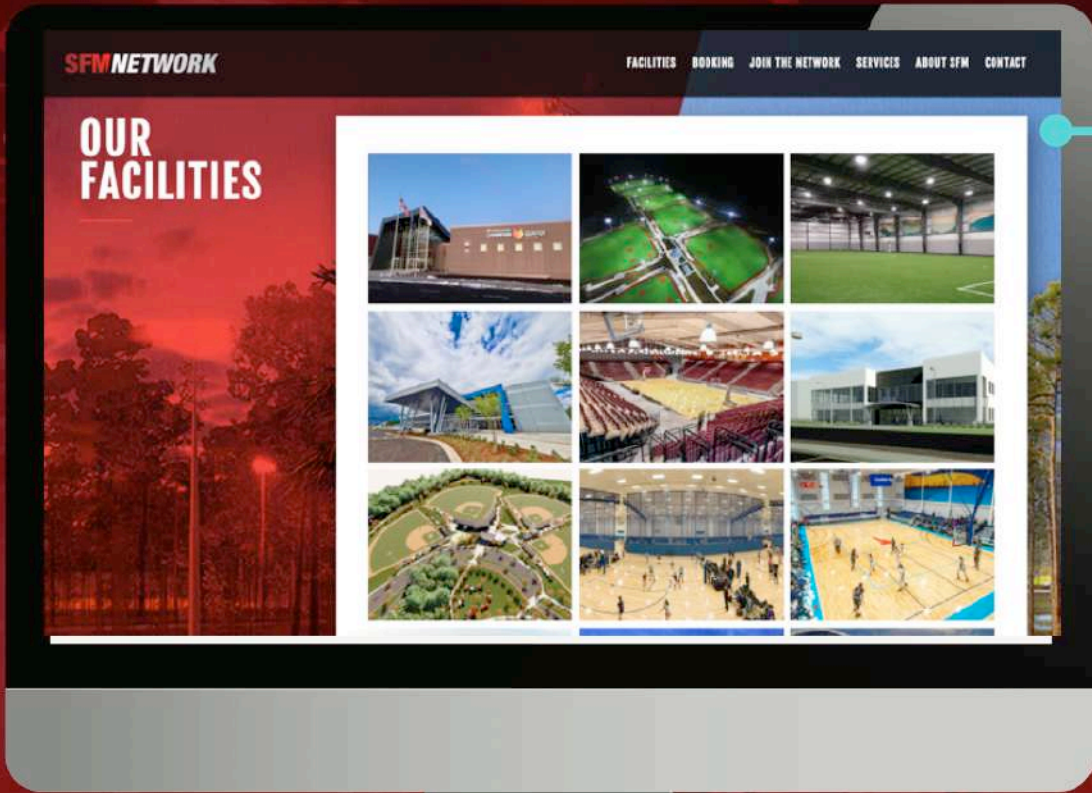 SFMNETWORK
FACILITIES BOOKING JOIN THE NETWORK SERVICES ABOUT SFM CONTACT
OUR
FACILITIES